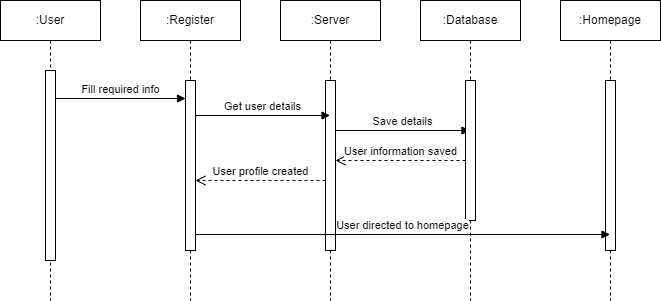 :User
:Register
:Server
:Database
:Homepage
Fill required info
Get user details
Save details
User information saved
User profile created
User directed to homepage